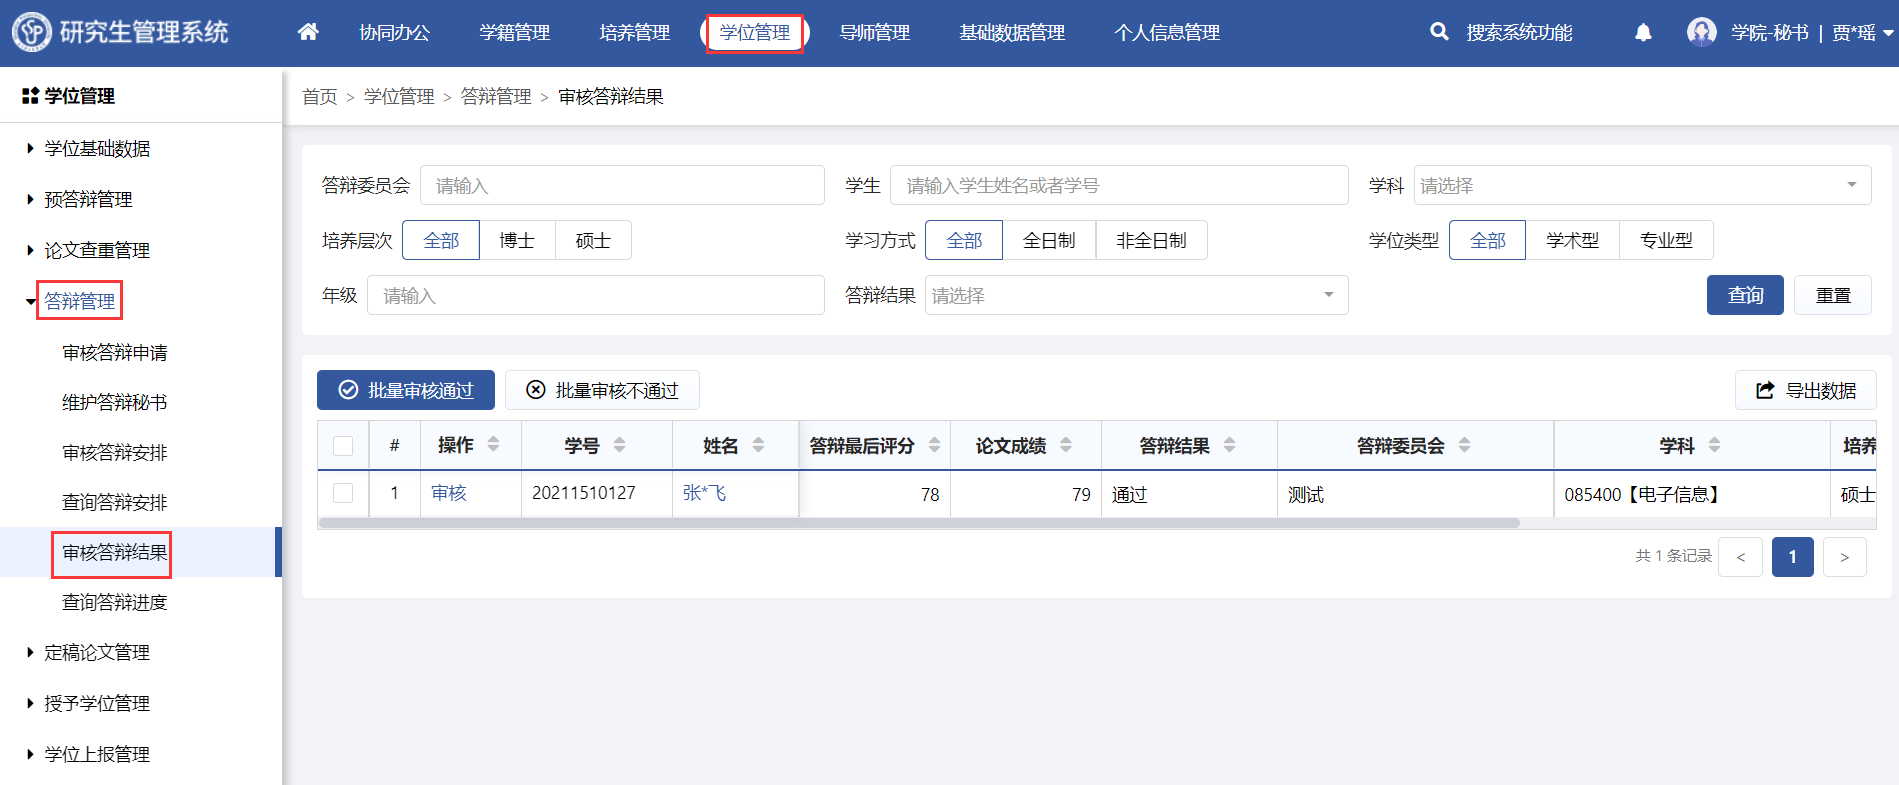 研究生管理系统
协同办公 学籍管理 培养管理 学位管理 导师管理 基础数据管理 个人信息管理
搜索系统功能
学院-秘书 | 贾*瑶
学位管理
首页 > 学位管理 > 答辩管理 > 审核答辩结果
学位基础数据
预答辩管理
论文查重管理
答辩管理
审核答辩申请
维护答辩秘书
审核答辩安排
查询答辩安排
审核答辩结果
查询答辩进度
定稿论文管理
授予学位管理
学位上报管理
答辩委员会 请输入 学生 请输入学生姓名或者学号 学科 请选择
培养层次 全部 博士 硕士 学习方式 全部 全日制 非全日制 学位类型 全部 学术型 专业型
年级 请输入 答辩结果 请选择 查询 重置
批量审核通过 批量审核不通过 导出数据
# 操作 学号 姓名 答辩最后评分 论文成绩 答辩结果 答辩委员会 学科 培养
1 审核 20211510127 张*飞 78 79 通过 测试 085400【电子信息】 硕士
共 1 条记录 < 1 >